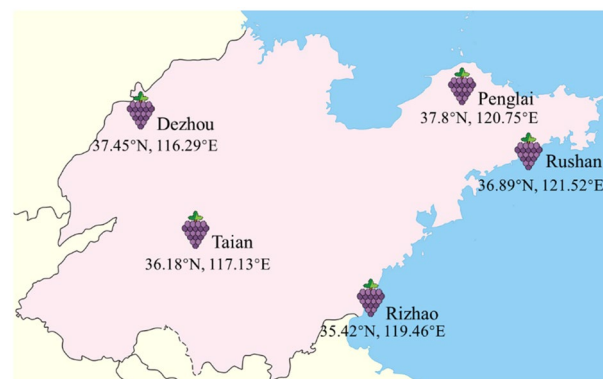 Penglai
37.8°N, 120.75°E
Dezhou
37.45°N, 116.29°E
Rushan
36.89°N, 121.52°E
Taian
36.18°N, 117.13°E
Rizhao
35.42°N, 119.46°E